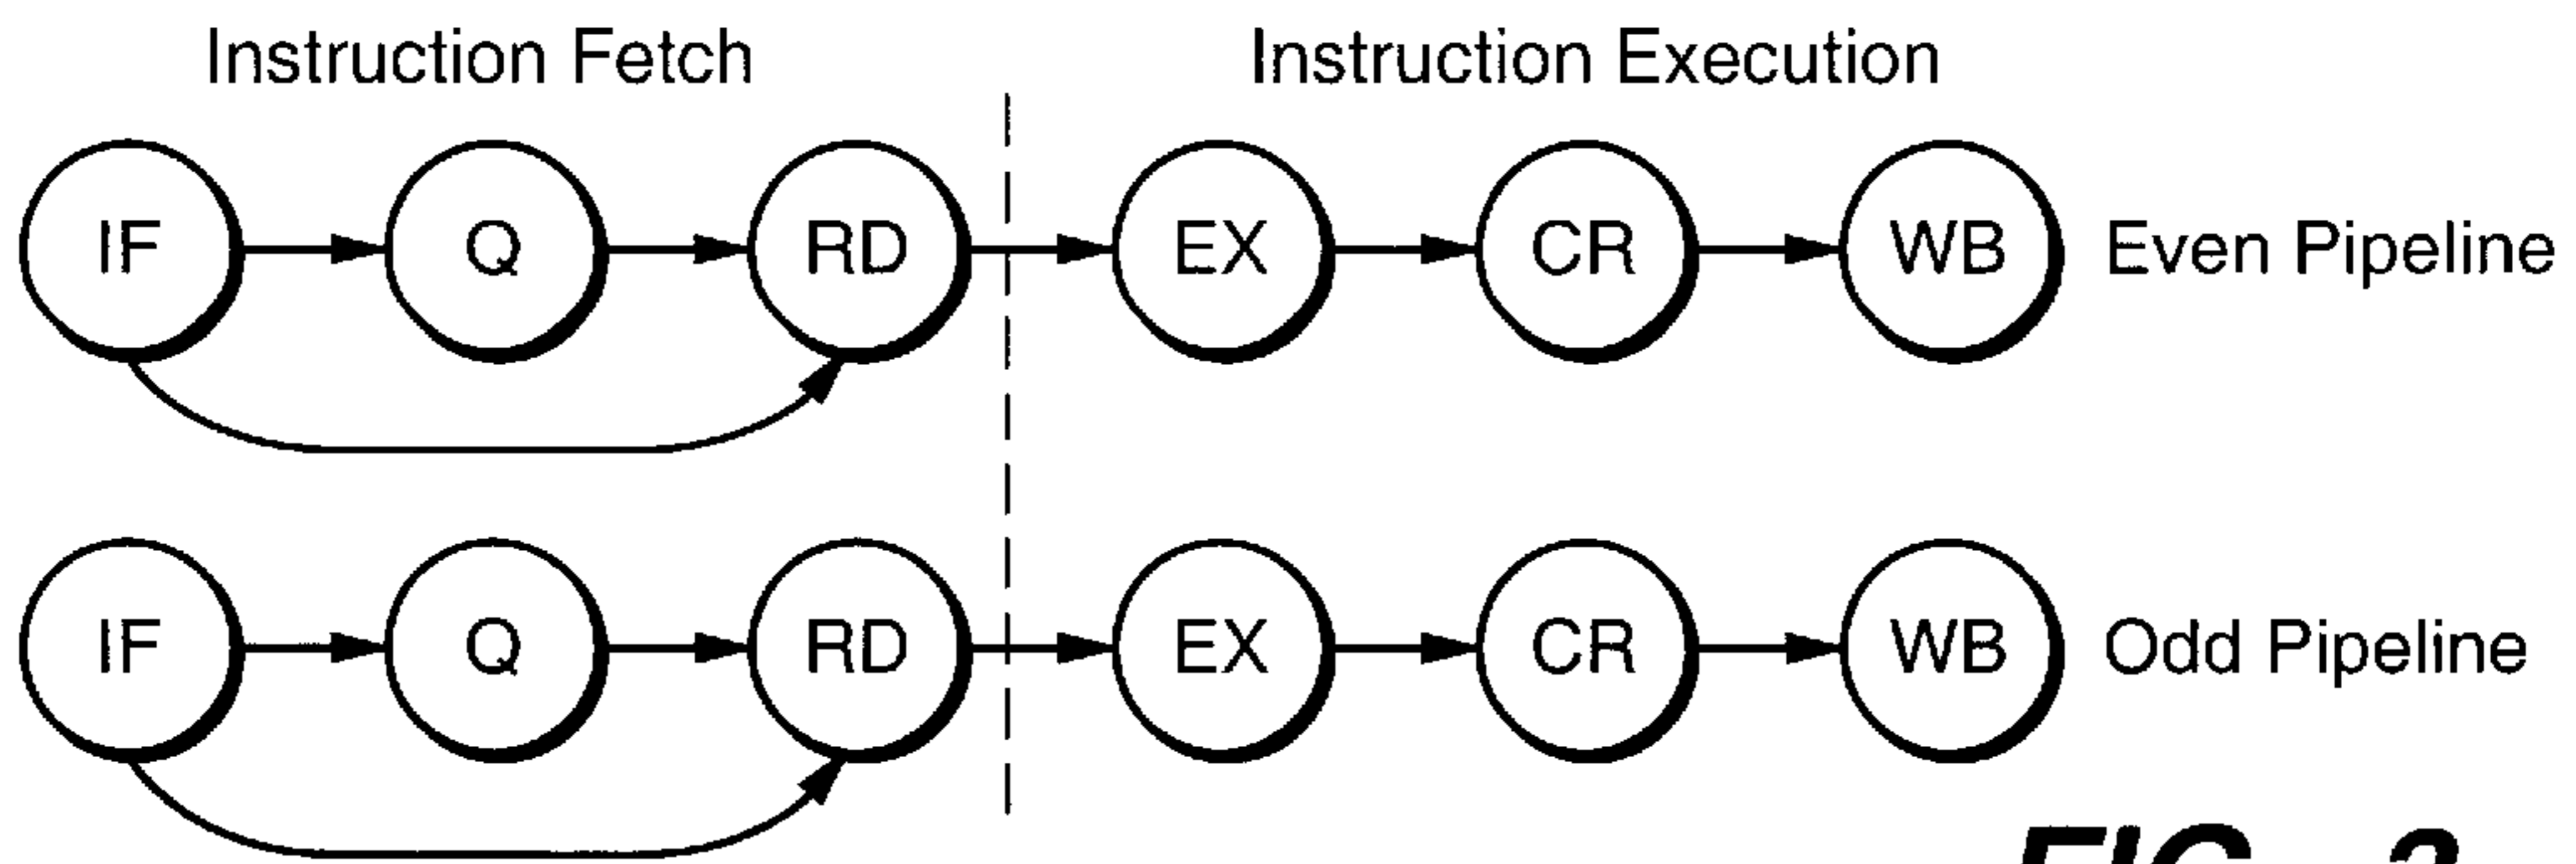 Instruction Fetch
Instruction Execution
IF Q RD EX CR WB Even Pipeline
IF Q RD EX CR WB Odd Pipeline